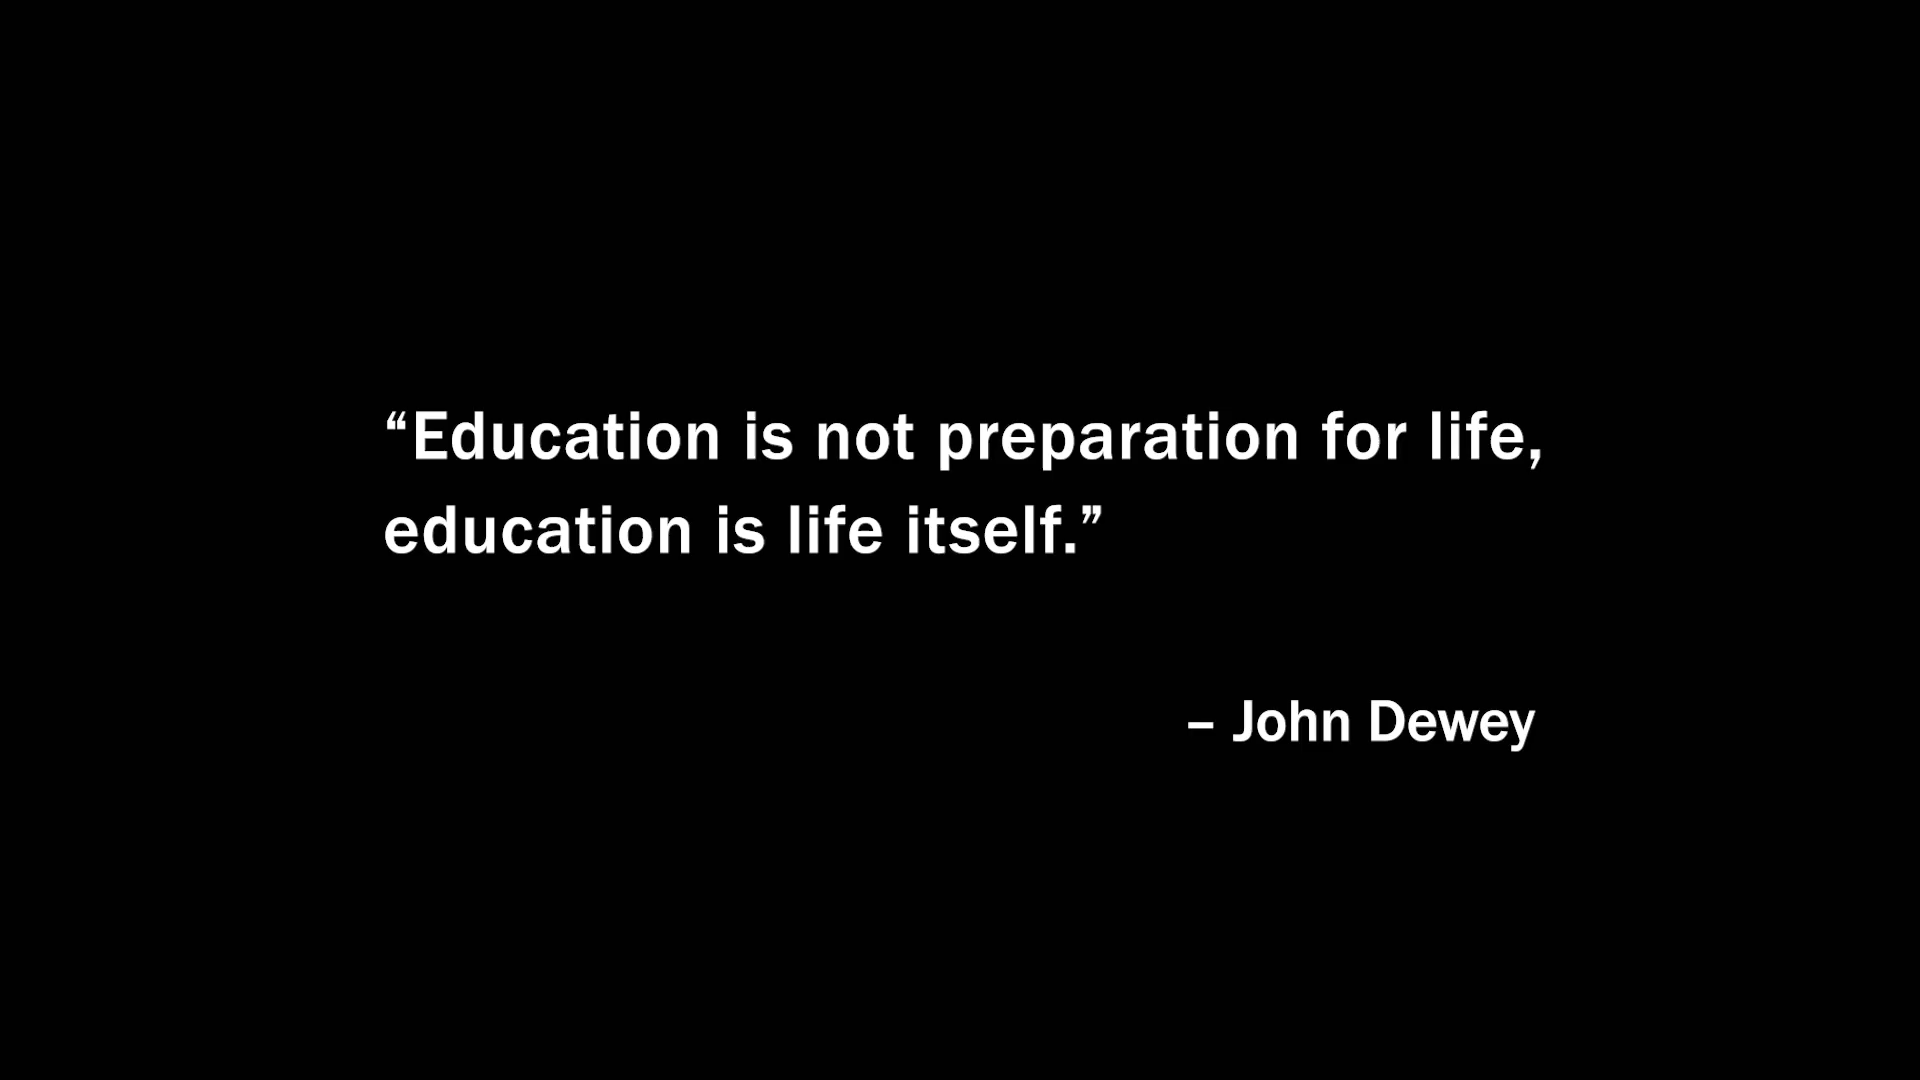 “Education is not preparation for life,
education is life itself.”
– John Dewey